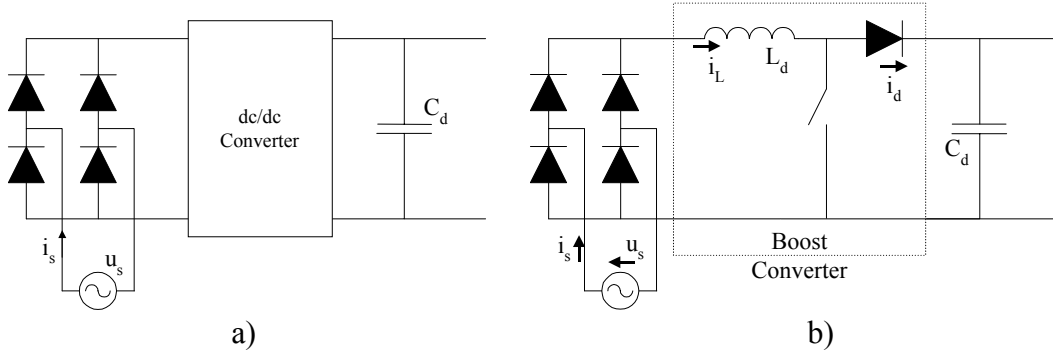 dc/dc
Converter
C_d
i_s
u_s
a)
i_L
L_d
i_d
C_d
i_s
u_s
Boost
Converter
b)